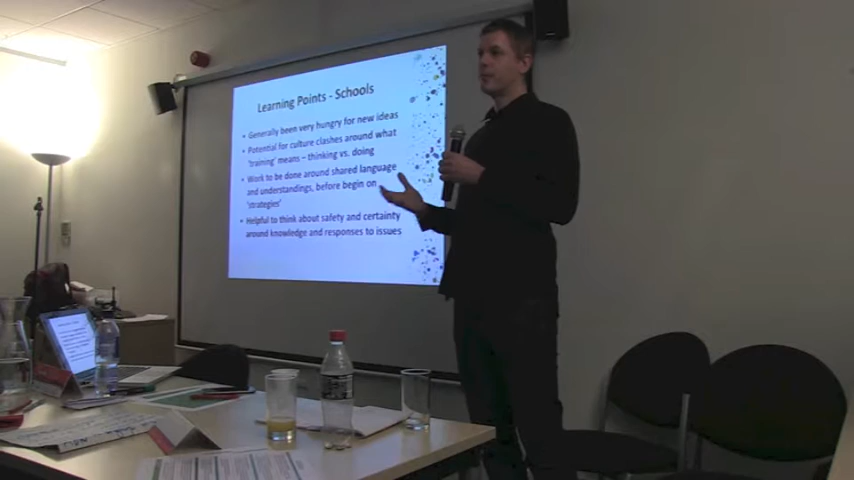 Learning Points - Schools
• Generally been very hungry for new ideas
• Potential for culture clashes around what
'training' means – thinking vs. doing
• Work to be done around shared language
and understandings, before begin on
'strategies'
• Helpful to think about safety and certainty
around knowledge/responses to issues